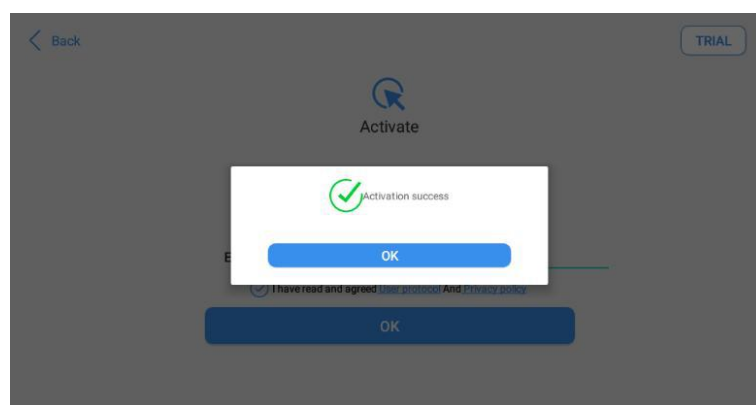 Back
TRIAL
Activate
Activation success
E
OK
I have read and agreed User protocol And Privacy policy
OK